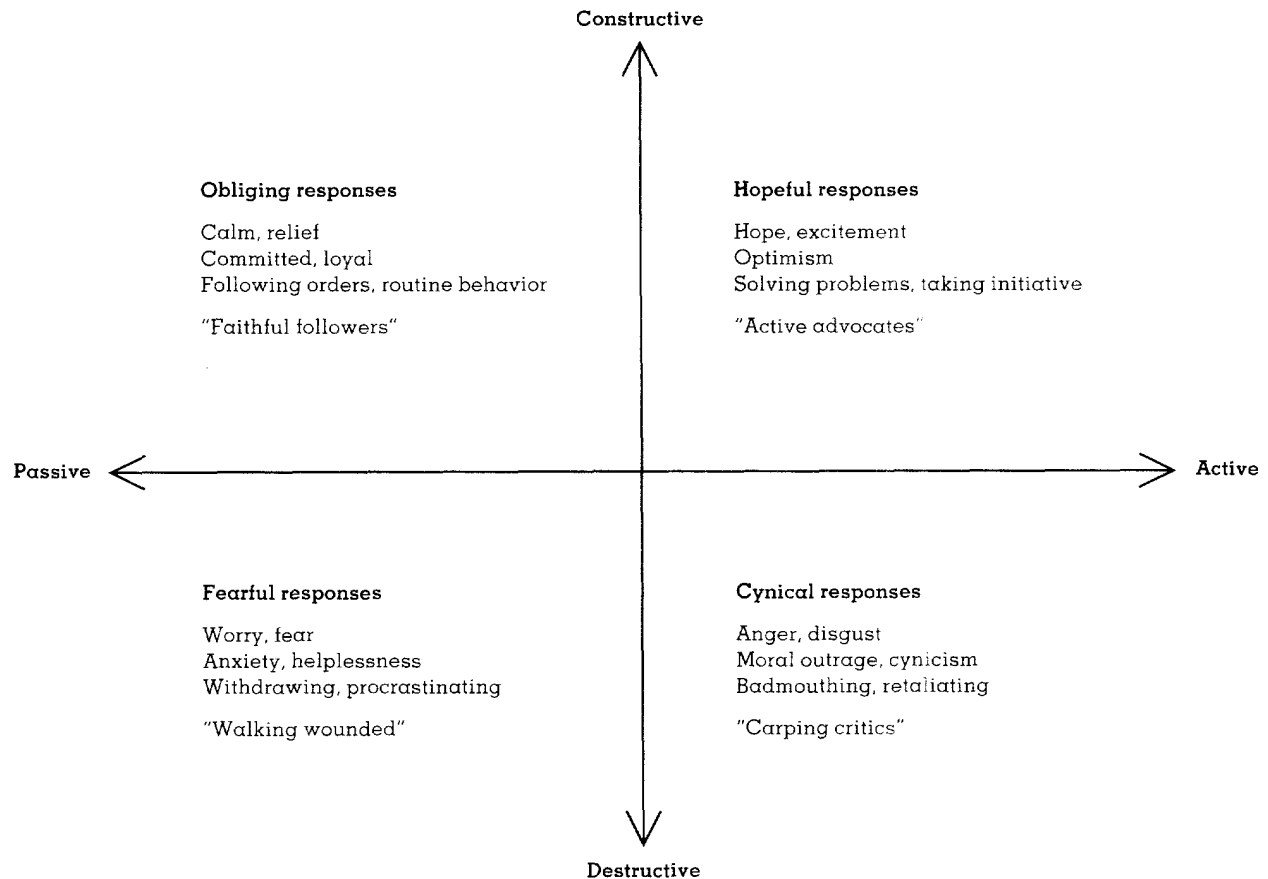 Constructive
Obliging responses
Calm, relief
Committed, loyal
Following orders, routine behavior
"Faithful followers"
Hopeful responses
Hope, excitement
Optimism
Solving problems, taking initiative
"Active advocates"
Passive
Active
Fearful responses
Worry, fear
Anxiety, helplessness
Withdrawing, procrastinating
"Walking wounded"
Cynical responses
Anger, disgust
Moral outrage, cynicism
Badmouthing, retaliating
"Carping critics"
Destructive